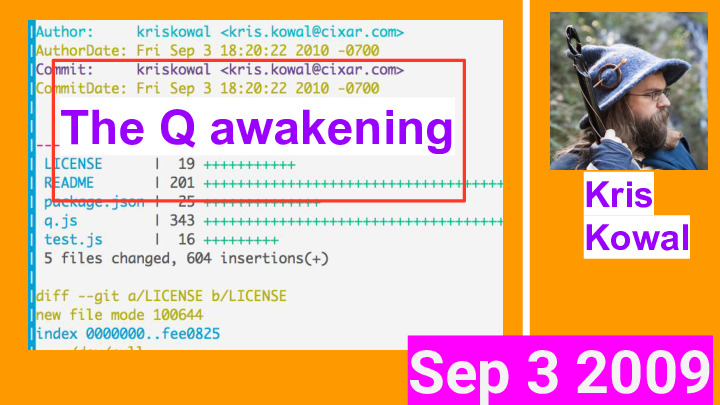 Author: kriskowal <kris.kowal@cixar.com>
AuthorDate: Fri Sep 3 18:20:22 2010 -0700
Commit: kriskowal <kris.kowal@cixar.com>
CommitDate: Fri Sep 3 18:20:22 2010 -0700
The Q awakening
---
LICENSE | 19 +++++++++++
README | 201 ++++++++++++++++++++++++++++++++++++
package.json | 25 ++++++++++++++
q.js | 343 ++++++++++++++++++++++++++++++++++++
test.js | 16 +++++++++
5 files changed, 604 insertions(+)
diff --git a/LICENSE b/LICENSE
new file mode 100644
index 0000000..fee0825
Kris
Kowal
Sep 3 2009